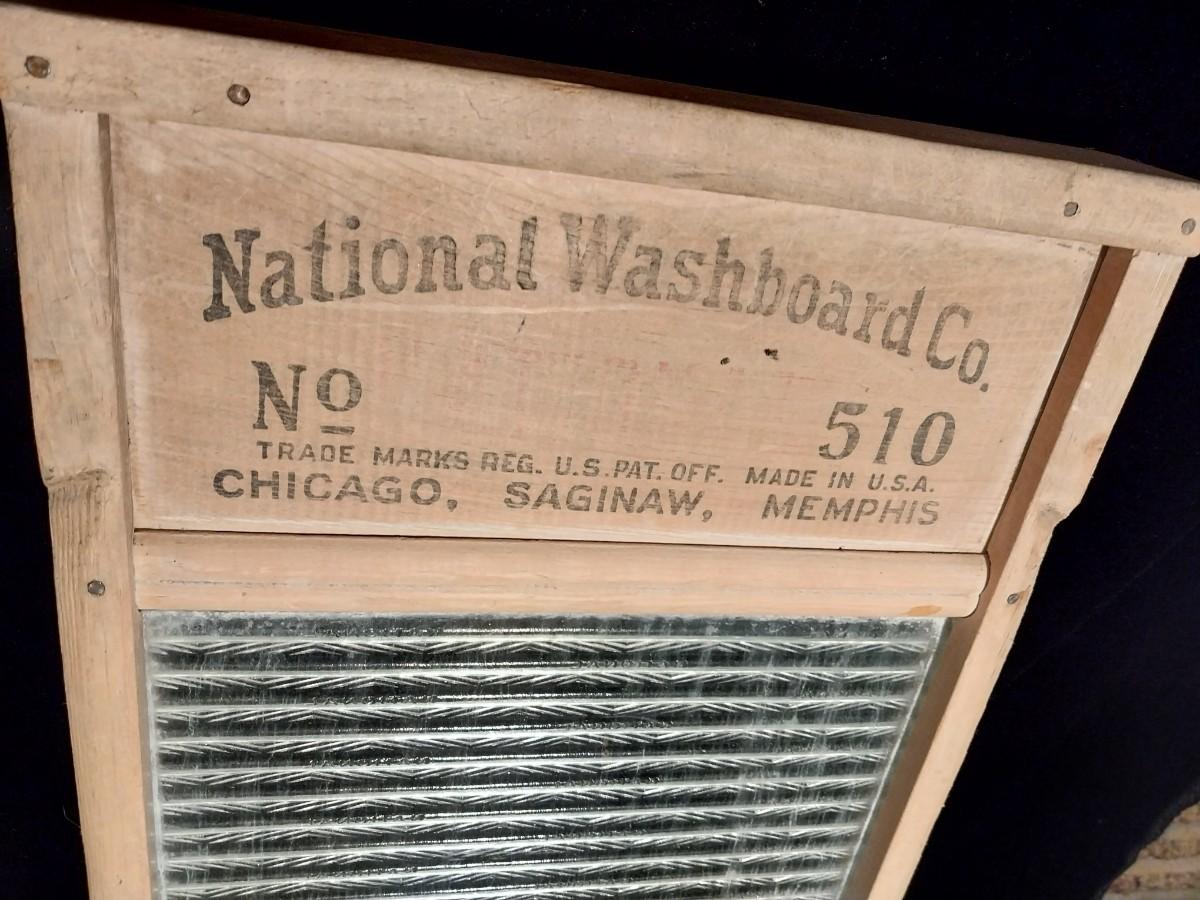 National Washboard Co.
Nº 510
TRADE MARKS REG. U.S. PAT. OFF. MADE IN U.S.A.
CHICAGO, SAGINAW, MEMPHIS